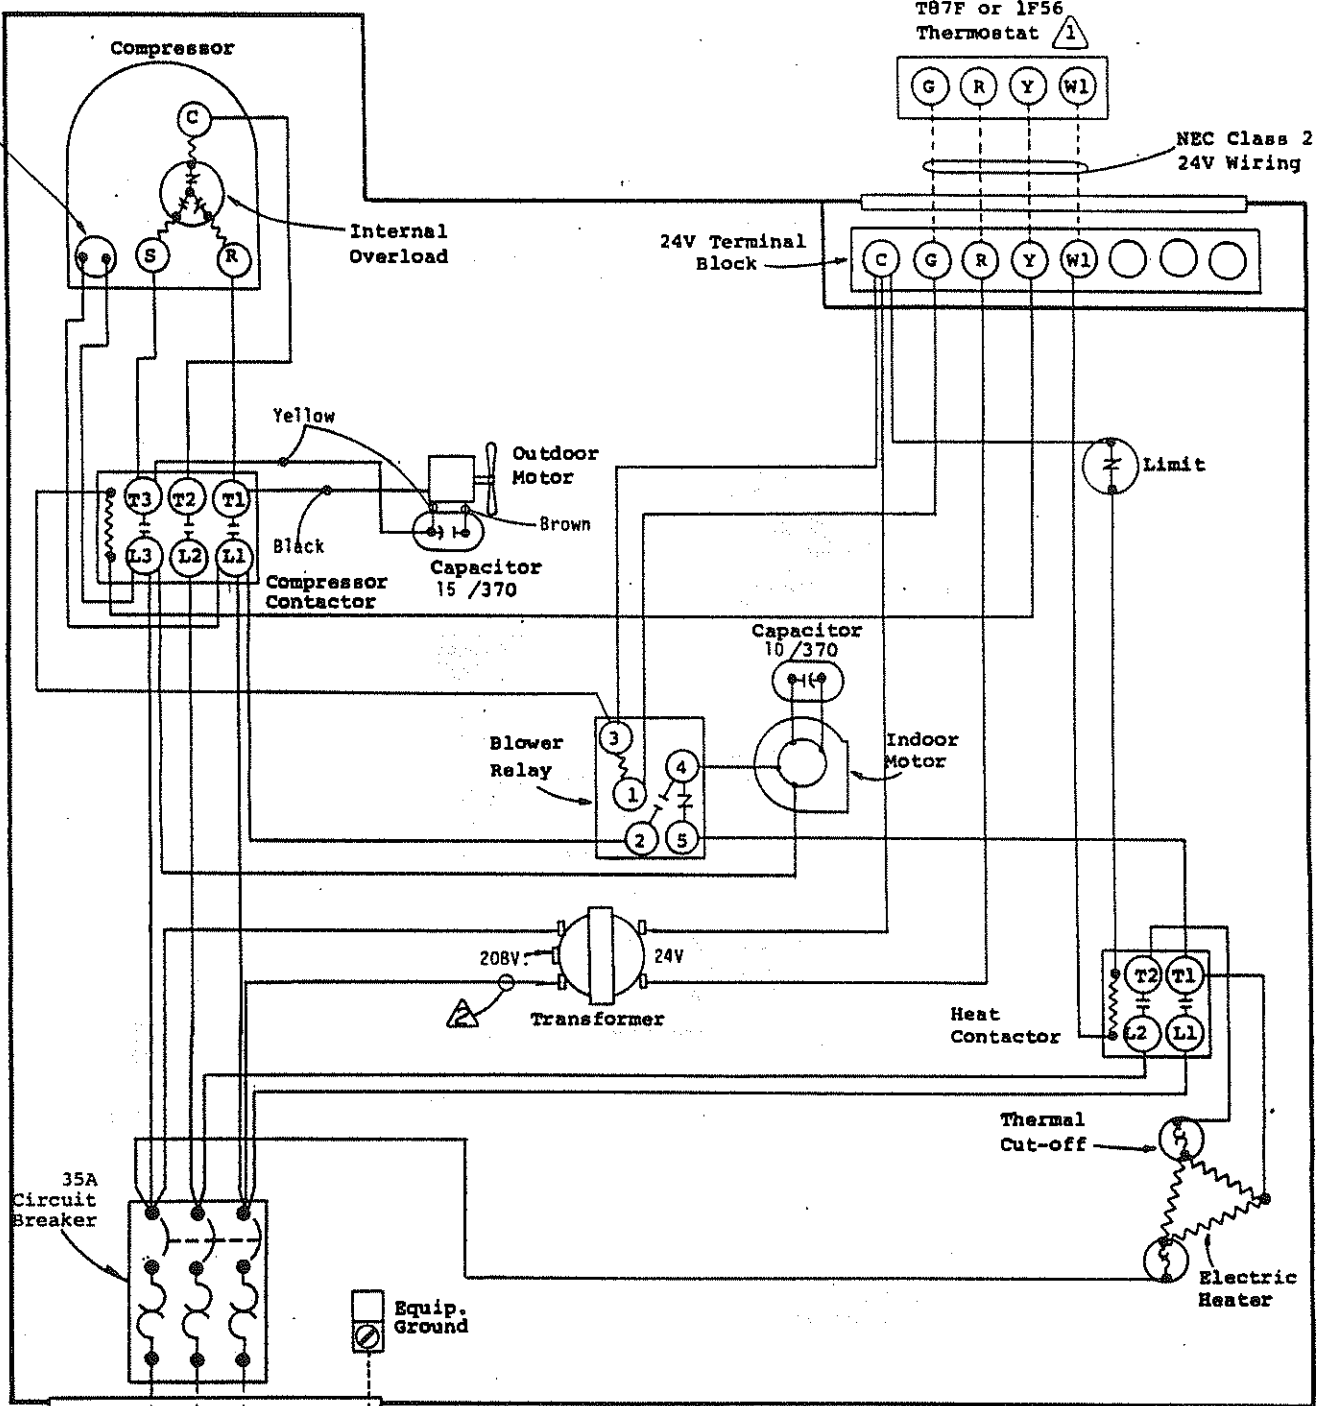 T87F or 1F56
Thermostat 1
Compressor
G R Y W1
NEC Class 2
24V Wiring
C
Internal
Overload
S R
24V Terminal
Block
C G R Y W1
Yellow
Outdoor
Motor
Limit
T3 T2 T1
Brown
Black
L3 L2 L1
Capacitor
15 /370
Compressor
Contactor
Capacitor
10 /370
Blower
Relay
3
4
1
2 5
Indoor
Motor
208V.
24V
2
Transformer
T2 T1
Heat
Contactor
L2 L1
Thermal
Cut-off
35A
Circuit
Breaker
Electric
Heater
Equip.
Ground